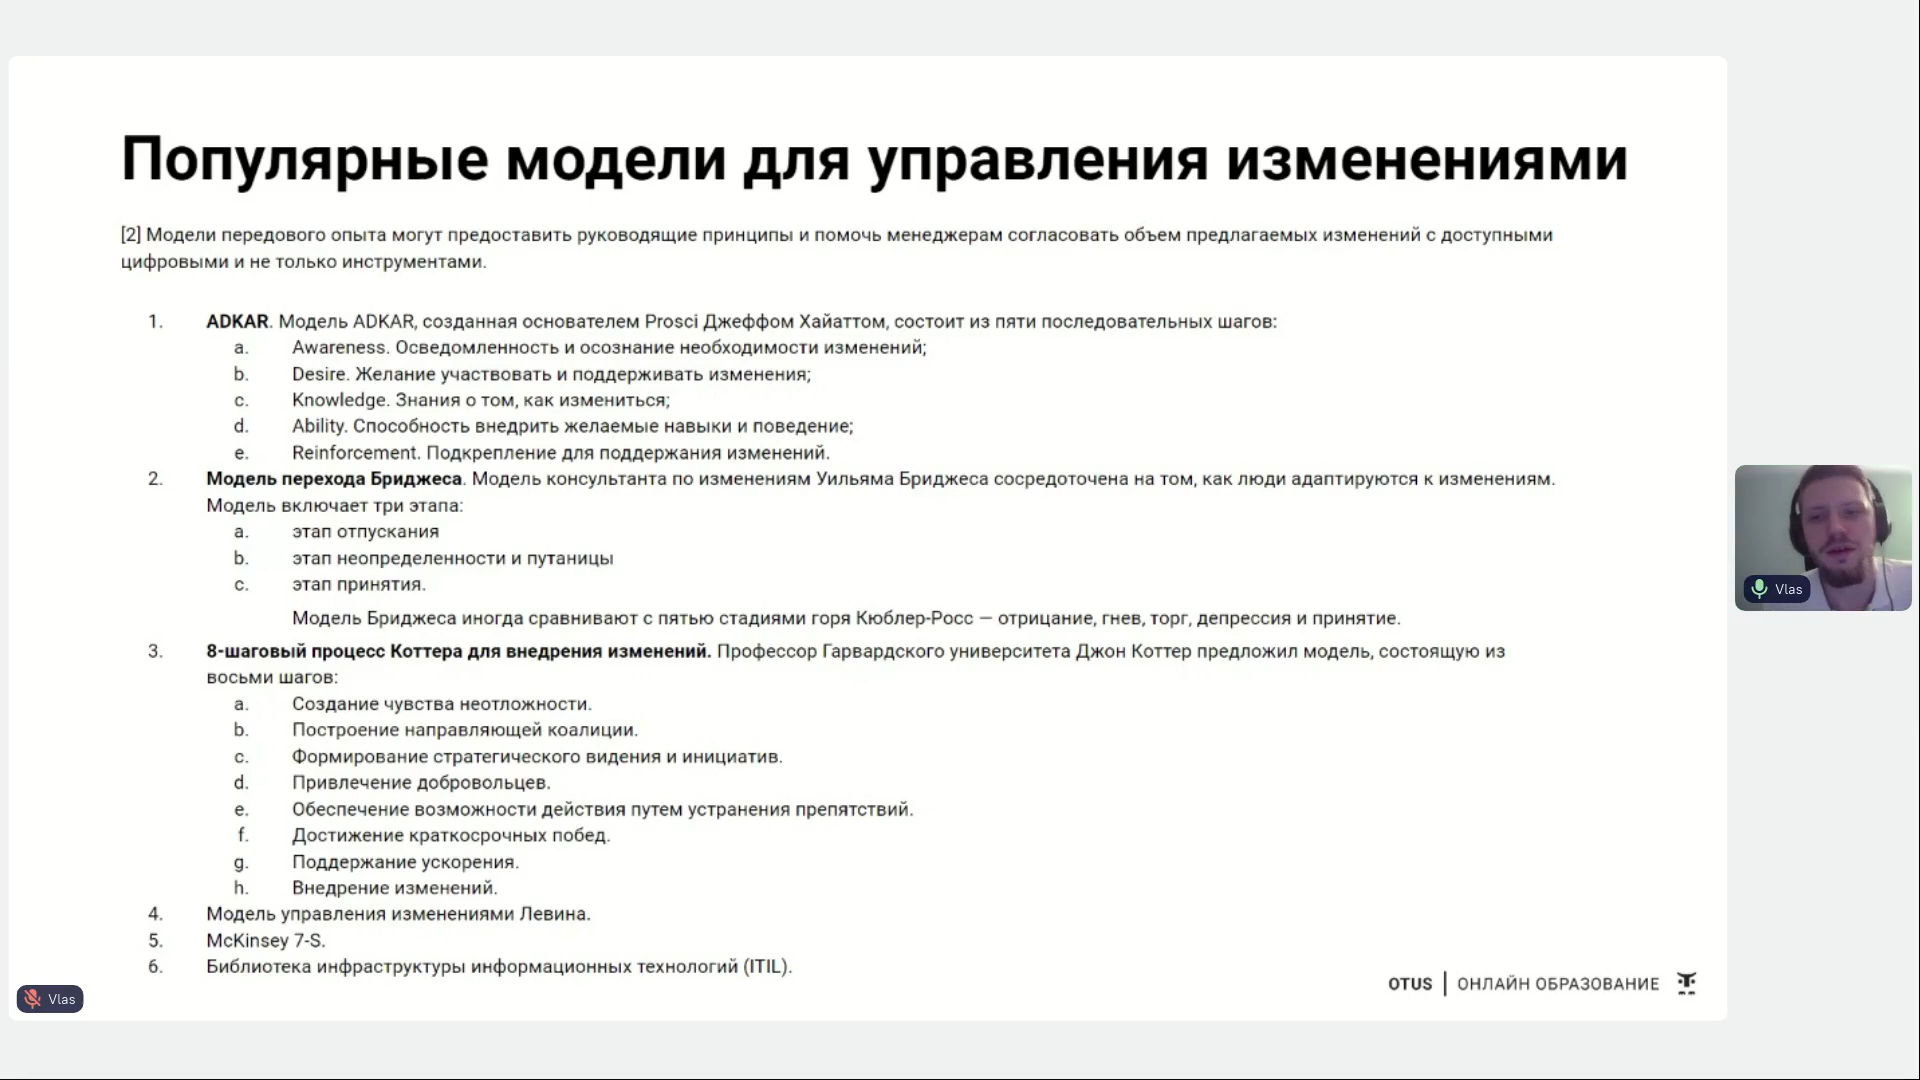 Популярные модели для управления изменениями
[2] Модели передового опыта могут предоставить руководящие принципы и помочь менеджерам согласовать объем предлагаемых изменений с доступными
цифровыми и не только инструментами.
1. ADKAR. Модель ADKAR, созданная основателем Prosci Джеффом Хайаттом, состоит из пяти последовательных шагов:
a. Awareness. Осведомленность и осознание необходимости изменений;
b. Desire. Желание участвовать и поддерживать изменения;
c. Knowledge. Знания о том, как измениться;
d. Ability. Способность внедрить желаемые навыки и поведение;
e. Reinforcement. Подкрепление для поддержания изменений.
2. Модель перехода Бриджеса. Модель консультанта по изменениям Уильяма Бриджеса сосредоточена на том, как люди адаптируются к изменениям.
Модель включает три этапа:
a. этап отпускания
b. этап неопределенности и путаницы
c. этап принятия.
Модель Бриджеса иногда сравнивают с пятью стадиями горя Кюблер-Росс — отрицание, гнев, торг, депрессия и принятие.
3. 8-шаговый процесс Коттера для внедрения изменений. Профессор Гарвардского университета Джон Коттер предложил модель, состоящую из
восьми шагов:
a. Создание чувства неотложности.
b. Построение направляющей коалиции.
c. Формирование стратегического видения и инициатив.
d. Привлечение добровольцев.
e. Обеспечение возможности действия путем устранения препятствий.
f. Достижение краткосрочных побед.
g. Поддержание ускорения.
h. Внедрение изменений.
4. Модель управления изменениями Левина.
5. McKinsey 7-S.
6. Библиотека инфраструктуры информационных технологий (ITIL).
OTUS | ОНЛАЙН ОБРАЗОВАНИЕ
Vlas
Vlas